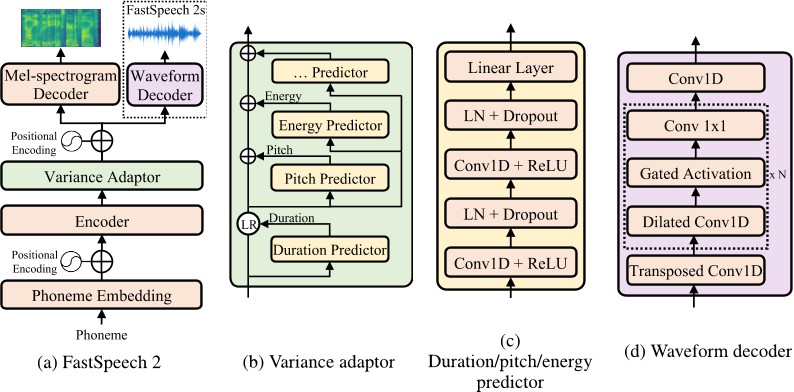 FastSpeech 2s
Mel-spectrogram
Decoder
Waveform
Decoder
Positional
Encoding
Variance Adaptor
Encoder
Positional
Encoding
Phoneme Embedding
Phoneme
(a) FastSpeech 2
... Predictor
Energy
Energy Predictor
Pitch
Pitch Predictor
LR
Duration
Duration Predictor
(b) Variance adaptor
Linear Layer
LN + Dropout
Conv1D + ReLU
LN + Dropout
Conv1D + ReLU
(c)
Duration/pitch/energy
predictor
Conv1D
Conv 1x1
Gated Activation
x N
Dilated Conv1D
Transposed Conv1D
(d) Waveform decoder